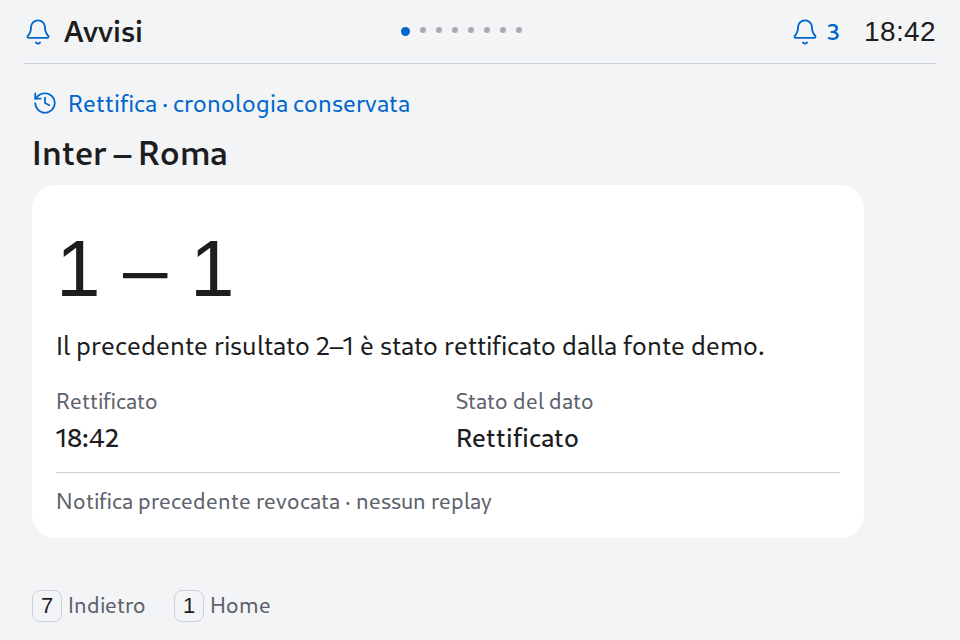 Avvisi
3 18:42
Rettifica · cronologia conservata
Inter – Roma
1 – 1
Il precedente risultato 2–1 è stato rettificato dalla fonte demo.
Rettificato Stato del dato
18:42 Rettificato
Notifica precedente revocata · nessun replay
7 Indietro 1 Home